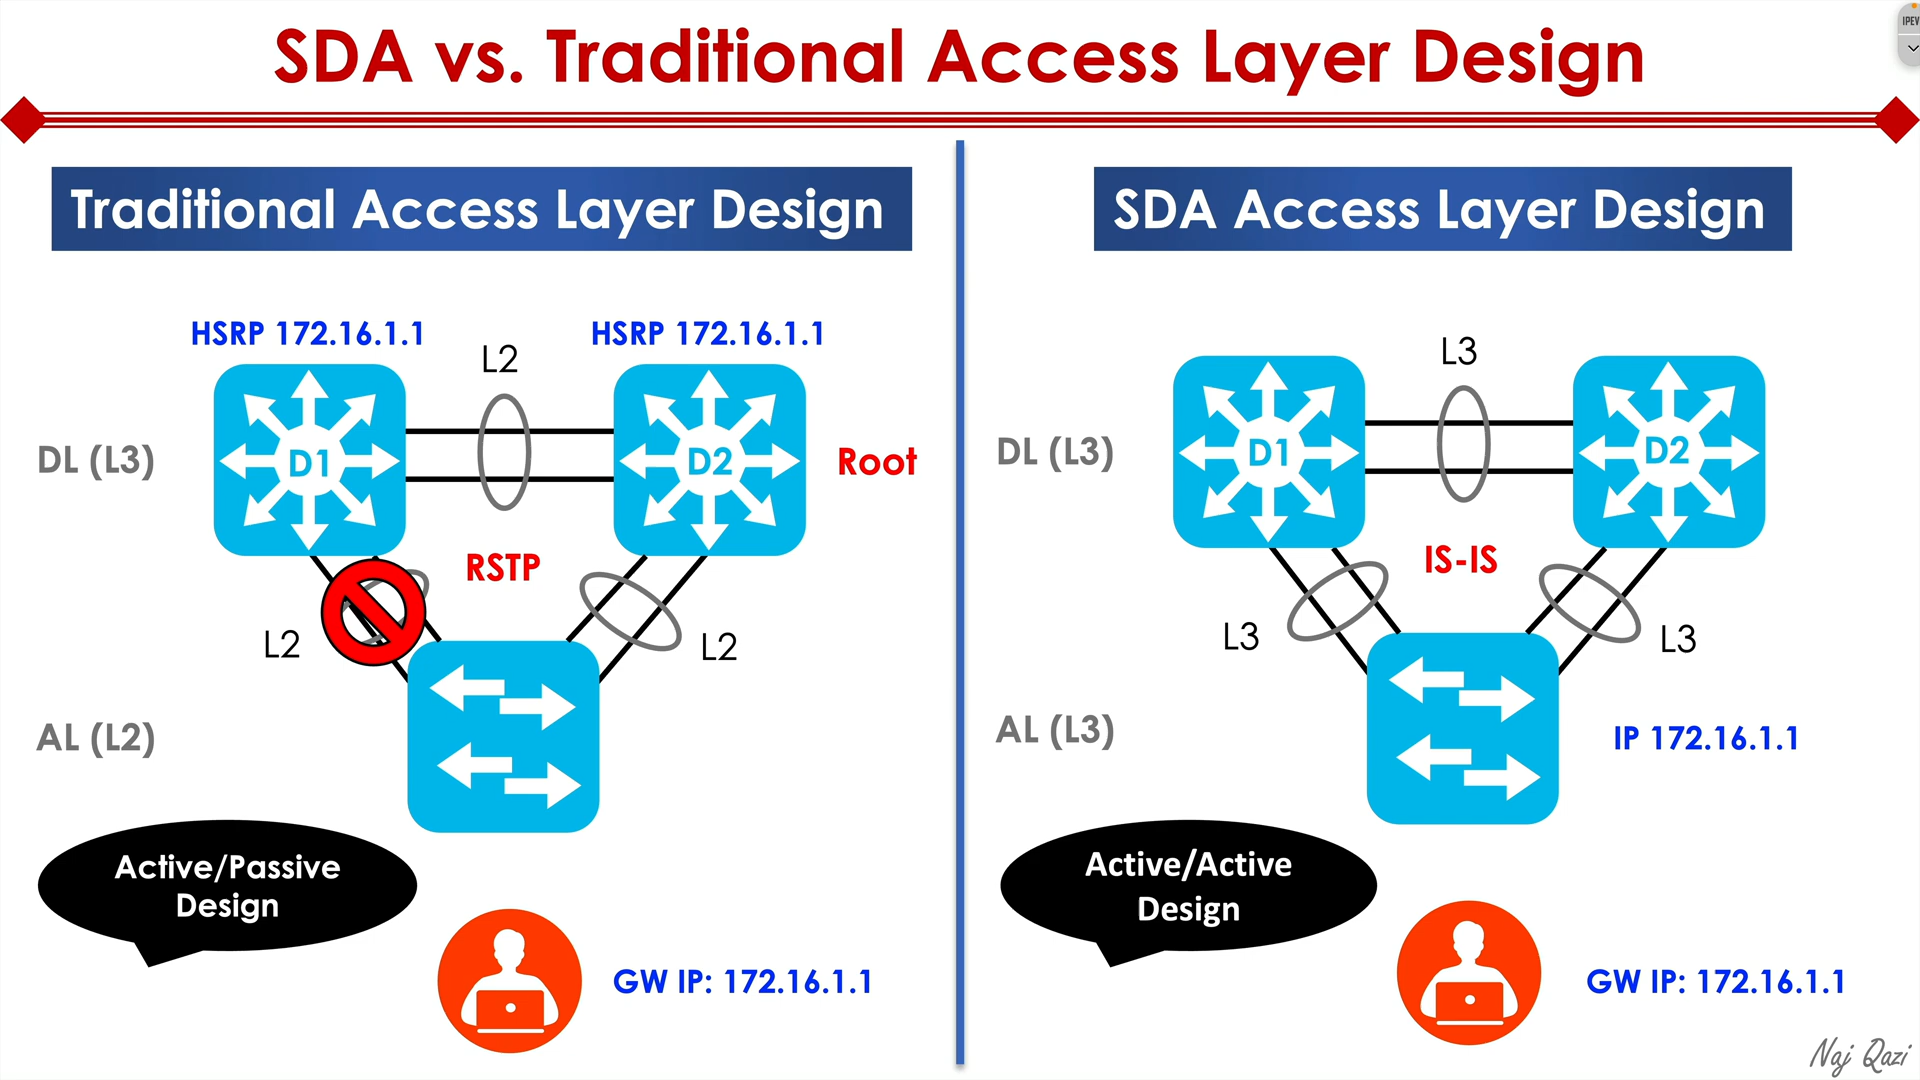 SDA vs. Traditional Access Layer Design
IPEV
Traditional Access Layer Design
HSRP 172.16.1.1
HSRP 172.16.1.1
L2
DL (L3)
D1
D2
Root
RSTP
L2
L2
AL (L2)
Active/Passive
Design
GW IP: 172.16.1.1
SDA Access Layer Design
L3
DL (L3)
D1
D2
IS-IS
L3
L3
AL (L3)
IP 172.16.1.1
Active/Active
Design
GW IP: 172.16.1.1
Naj Qazi